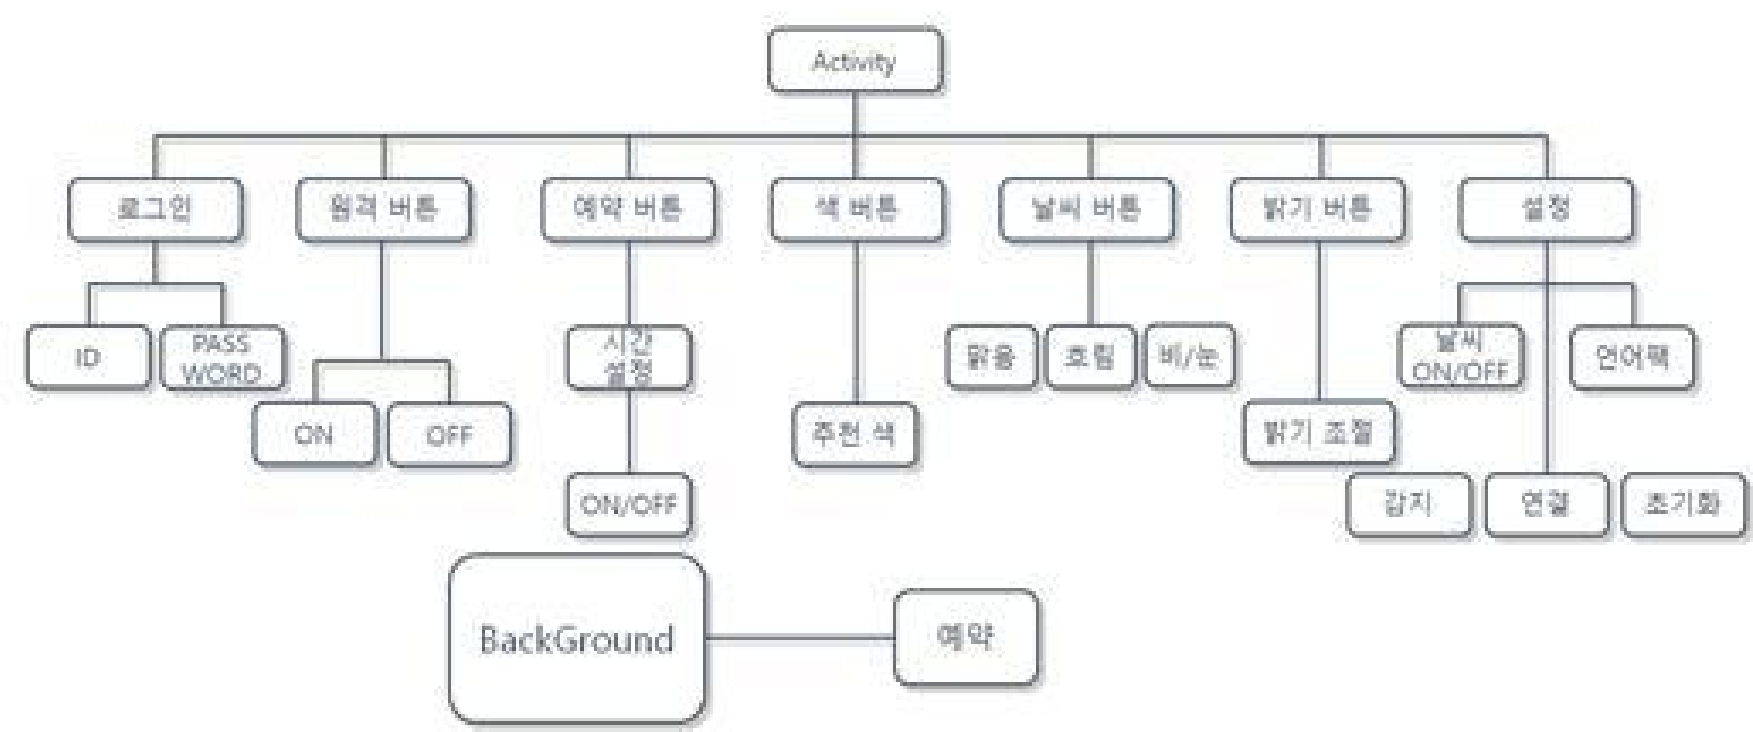 Activity
로그인
원격 버튼
예약 버튼
색 버튼
날씨 버튼
밝기 버튼
설정
ID
PASS
WORD
시간
설정
맑음
흐림
비/눈
날씨
ON/OFF
언어팩
ON
OFF
추천 색
밝기 조절
ON/OFF
감지
연결
초기화
BackGround
예약